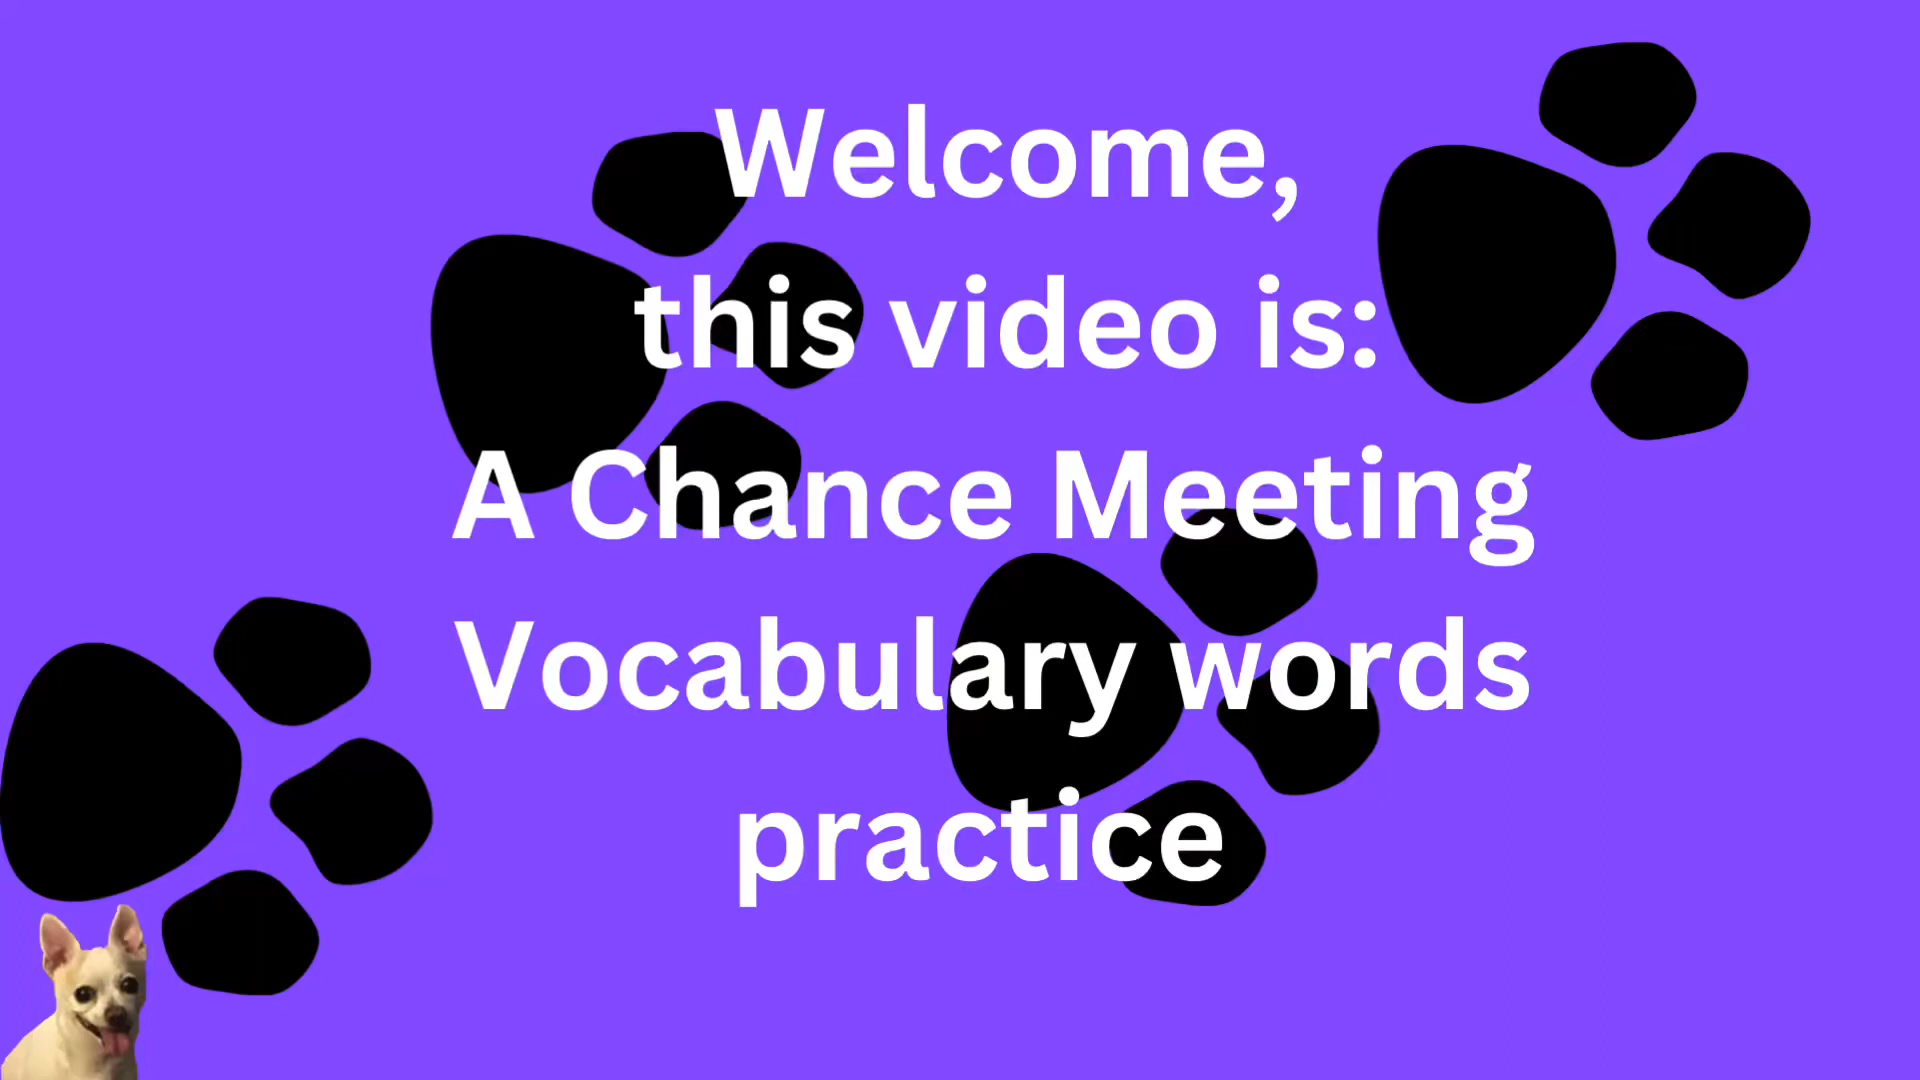 Welcome,
this video is:
A Chance Meeting
Vocabulary words
practice